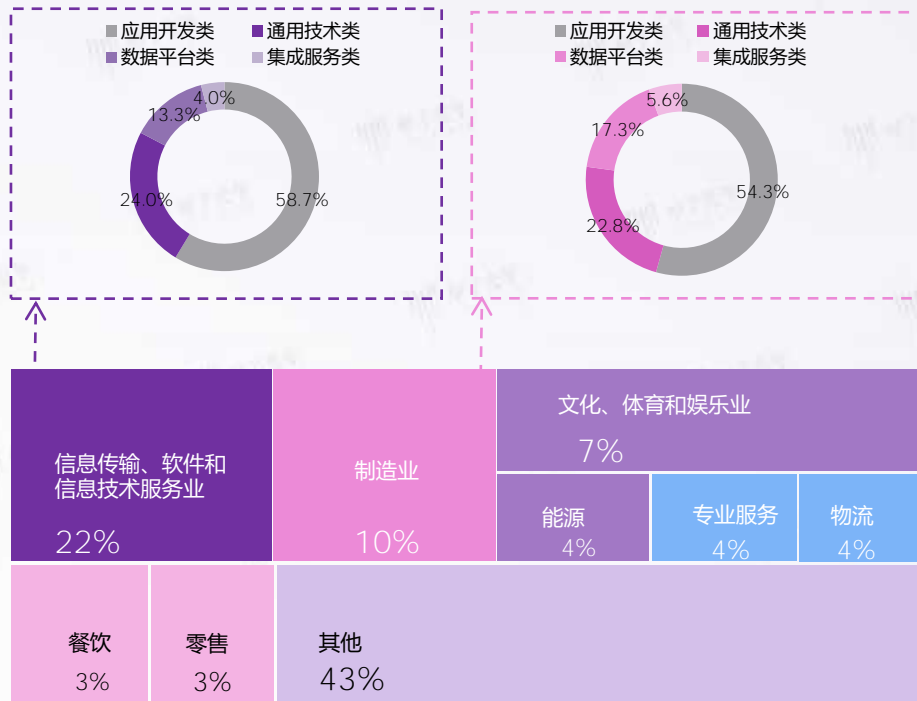 应用开发类 通用技术类
数据平台类 集成服务类
4.0%
13.3%
24.0%
58.7%
应用开发类 通用技术类
数据平台类 集成服务类
5.6%
17.3%
54.3%
22.8%
信息传输、软件和
信息技术服务业
22%
制造业
10%
文化、体育和娱乐业
7%
能源
4%
专业服务
4%
物流
4%
餐饮
3%
零售
3%
其他
43%